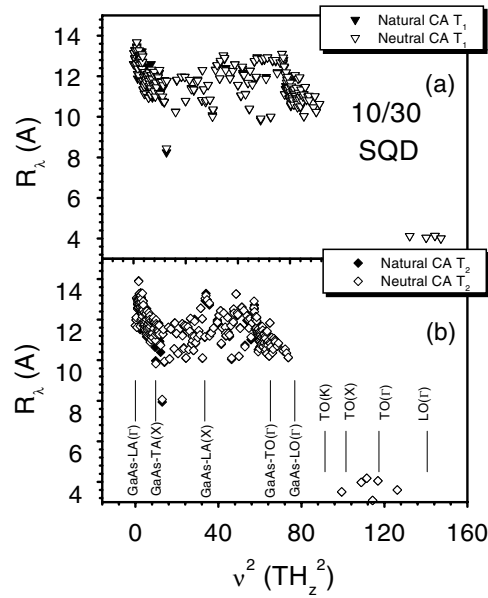 Natural CA T1
Neutral CA T1
14
12
10
8
6
4
Rλ (A)
(a)
10/30
SQD
Natural CA T2
Neutral CA T2
14
12
10
8
6
4
Rλ (A)
(b)
GaAs-LA(Γ)
GaAs-TA(X)
GaAs-LA(X)
GaAs-TO(Γ)
GaAs-LO(Γ)
TO(K)
TO(X)
TO(Γ)
LO(Γ)
0 40 80 120 160
ν² (THz²)